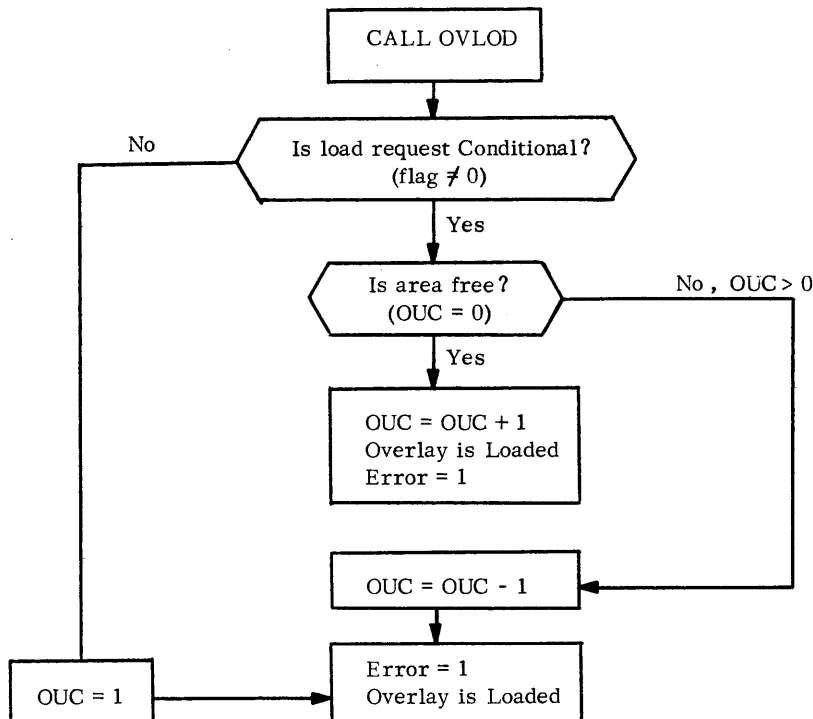 CALL OVLOD
No
Is load request Conditional?
(flag ≠ 0)
Yes
Is area free?
(OUC = 0)
No , OUC > 0
Yes
OUC = OUC + 1
Overlay is Loaded
Error = 1
OUC = OUC - 1
OUC = 1
Error = 1
Overlay is Loaded